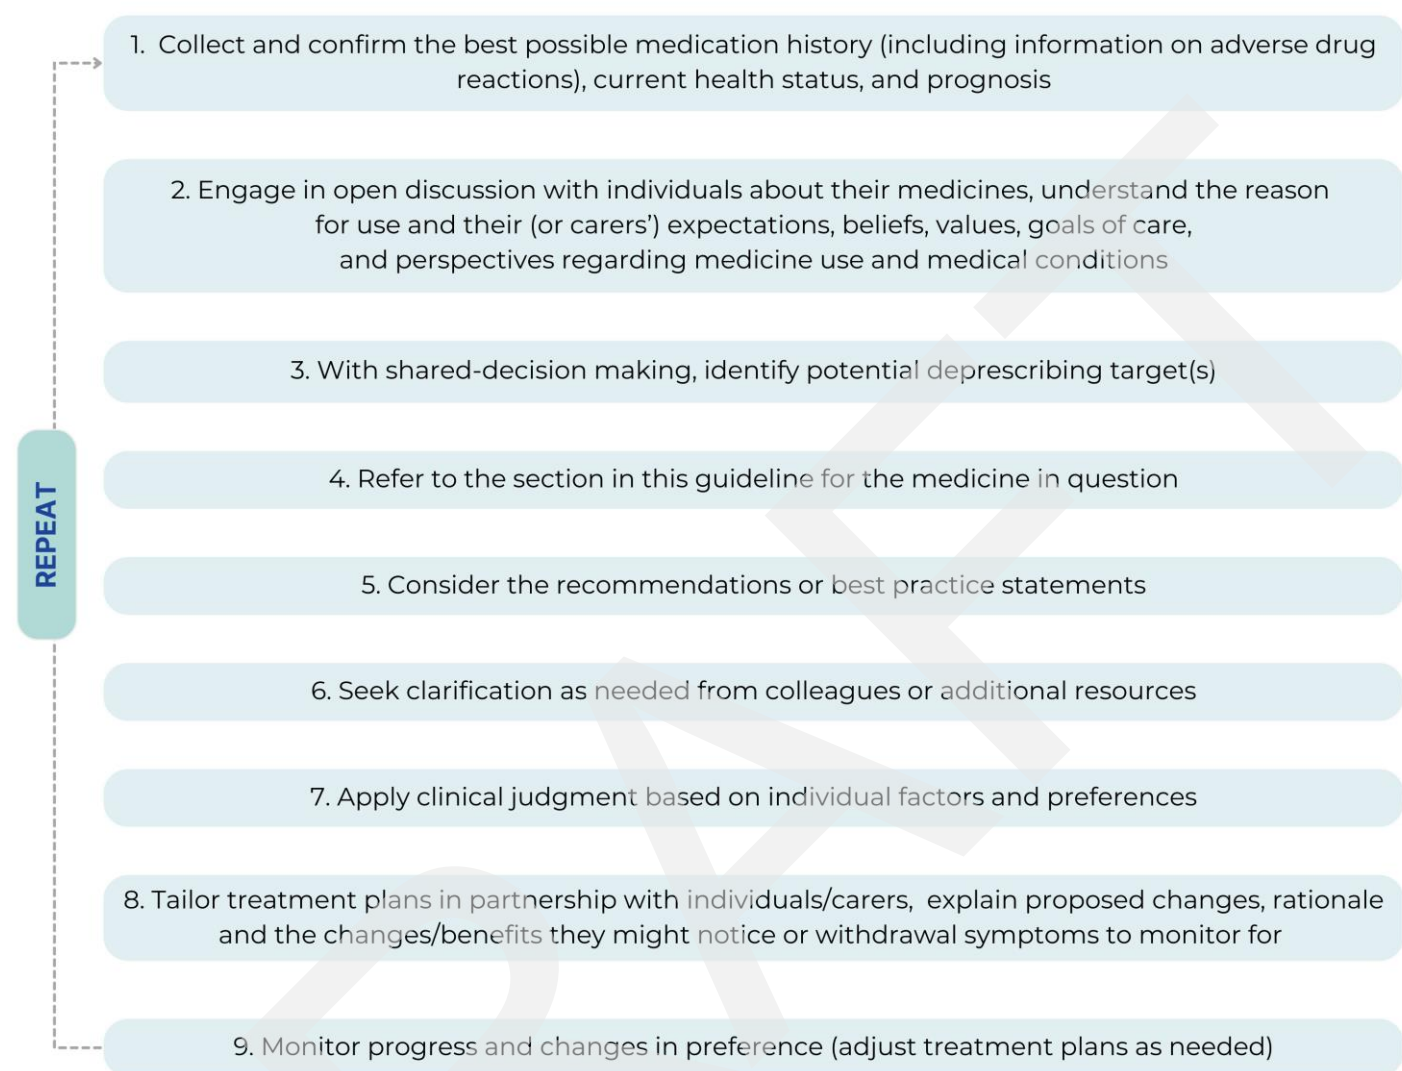 1. Collect and confirm the best possible medication history (including information on adverse drug
reactions), current health status, and prognosis
2. Engage in open discussion with individuals about their medicines, understand the reason
for use and their (or carers’) expectations, beliefs, values, goals of care,
and perspectives regarding medicine use and medical conditions
3. With shared-decision making, identify potential deprescribing target(s)
4. Refer to the section in this guideline for the medicine in question
REPEAT
5. Consider the recommendations or best practice statements
6. Seek clarification as needed from colleagues or additional resources
7. Apply clinical judgment based on individual factors and preferences
8. Tailor treatment plans in partnership with individuals/carers, explain proposed changes, rationale
and the changes/benefits they might notice or withdrawal symptoms to monitor for
9. Monitor progress and changes in preference (adjust treatment plans as needed)
DRAFT